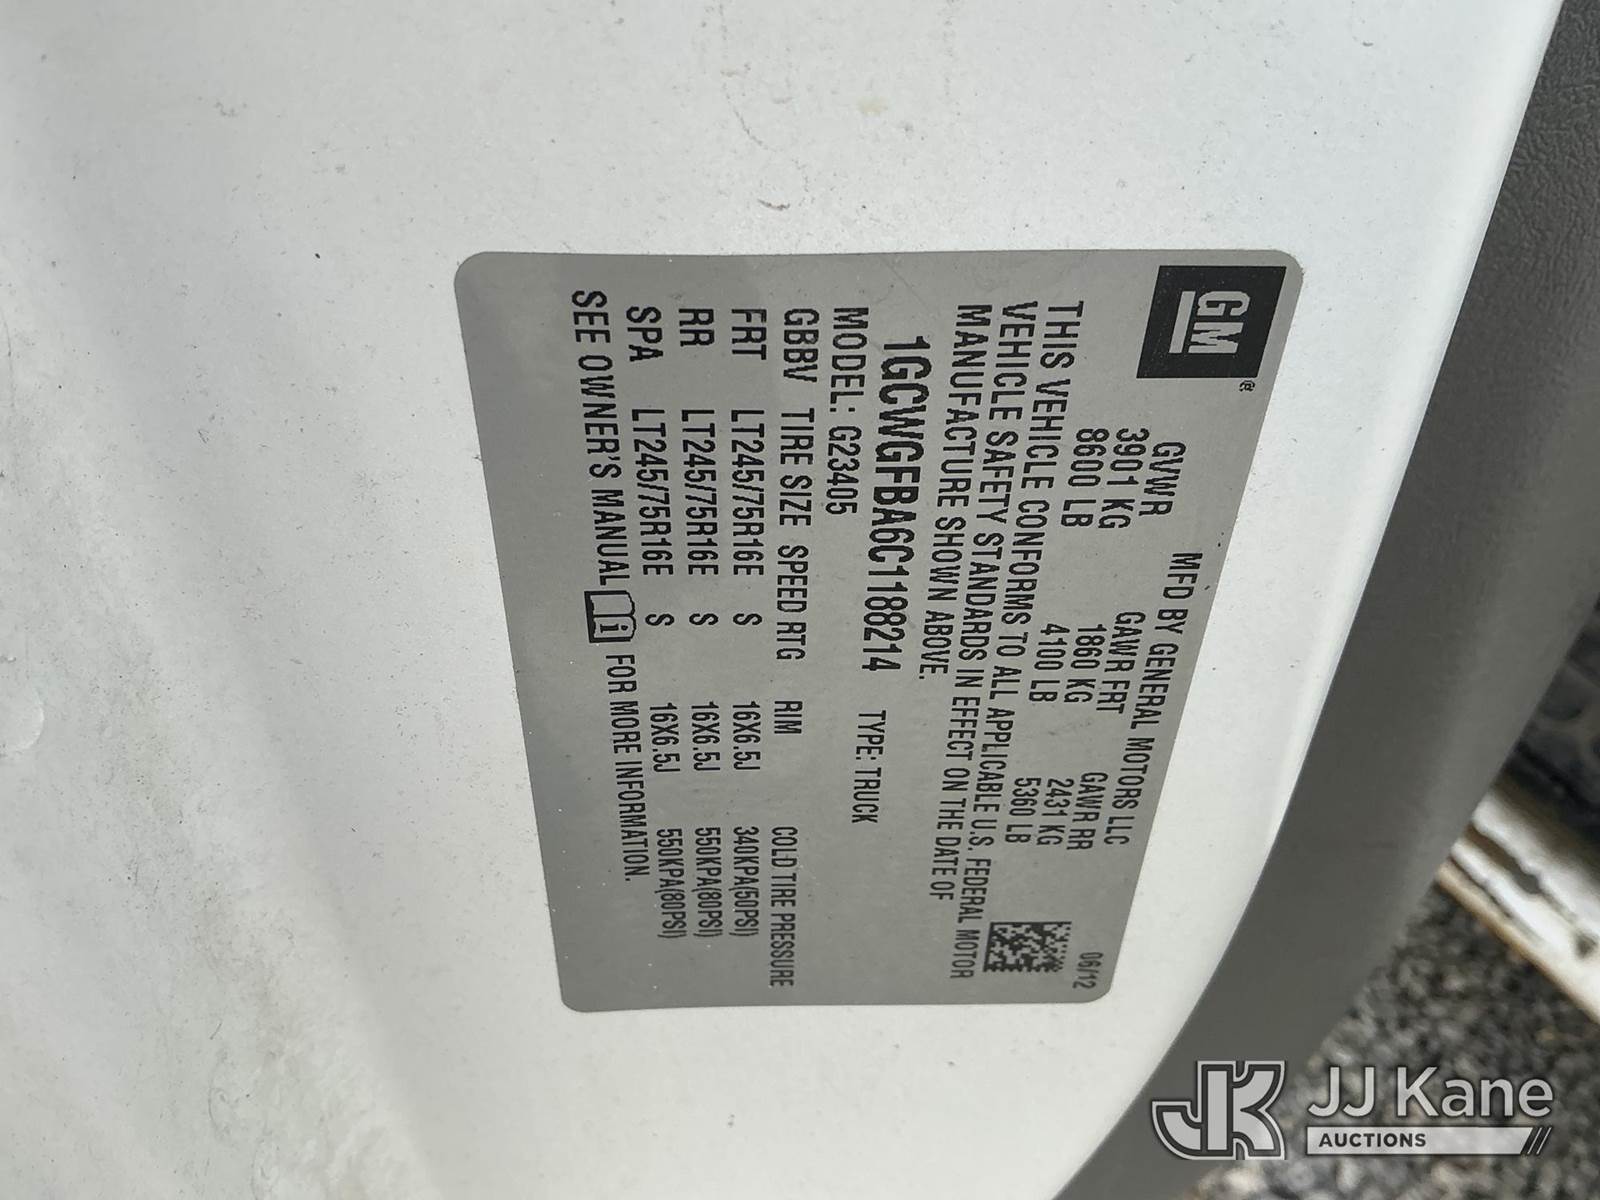 GM
MFD BY GENERAL MOTORS LLC
06/12
GVWR GAWR FRT GAWR RR
3901 KG 1860 KG 2431 KG
8600 LB 4100 LB 5360 LB
THIS VEHICLE CONFORMS TO ALL APPLICABLE U.S. FEDERAL MOTOR
VEHICLE SAFETY STANDARDS IN EFFECT ON THE DATE OF
MANUFACTURE SHOWN ABOVE.
1GCWGFBA6C1188214 TYPE: TRUCK
MODEL: G23405
GBBV TIRE SIZE SPEED RTG RIM COLD TIRE PRESSURE
FRT LT245/75R16E S 16X6.5J 340KPA(50PSI)
RR LT245/75R16E S 16X6.5J 550KPA(80PSI)
SPA LT245/75R16E S 16X6.5J 550KPA(80PSI)
SEE OWNER'S MANUAL i FOR MORE INFORMATION.
JK JJ Kane
AUCTIONS